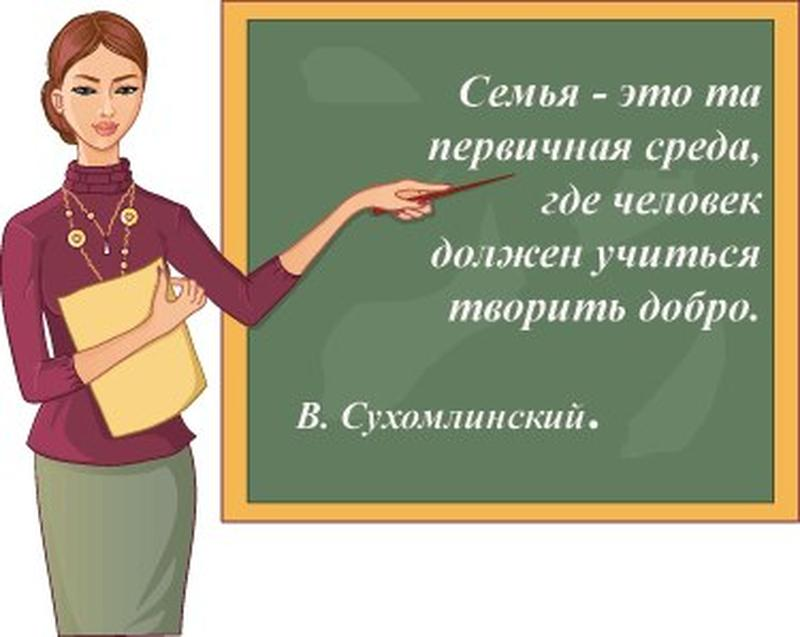 Семья - это та
первичная среда,
где человек
должен учиться
творить добро.
В. Сухомлинский.